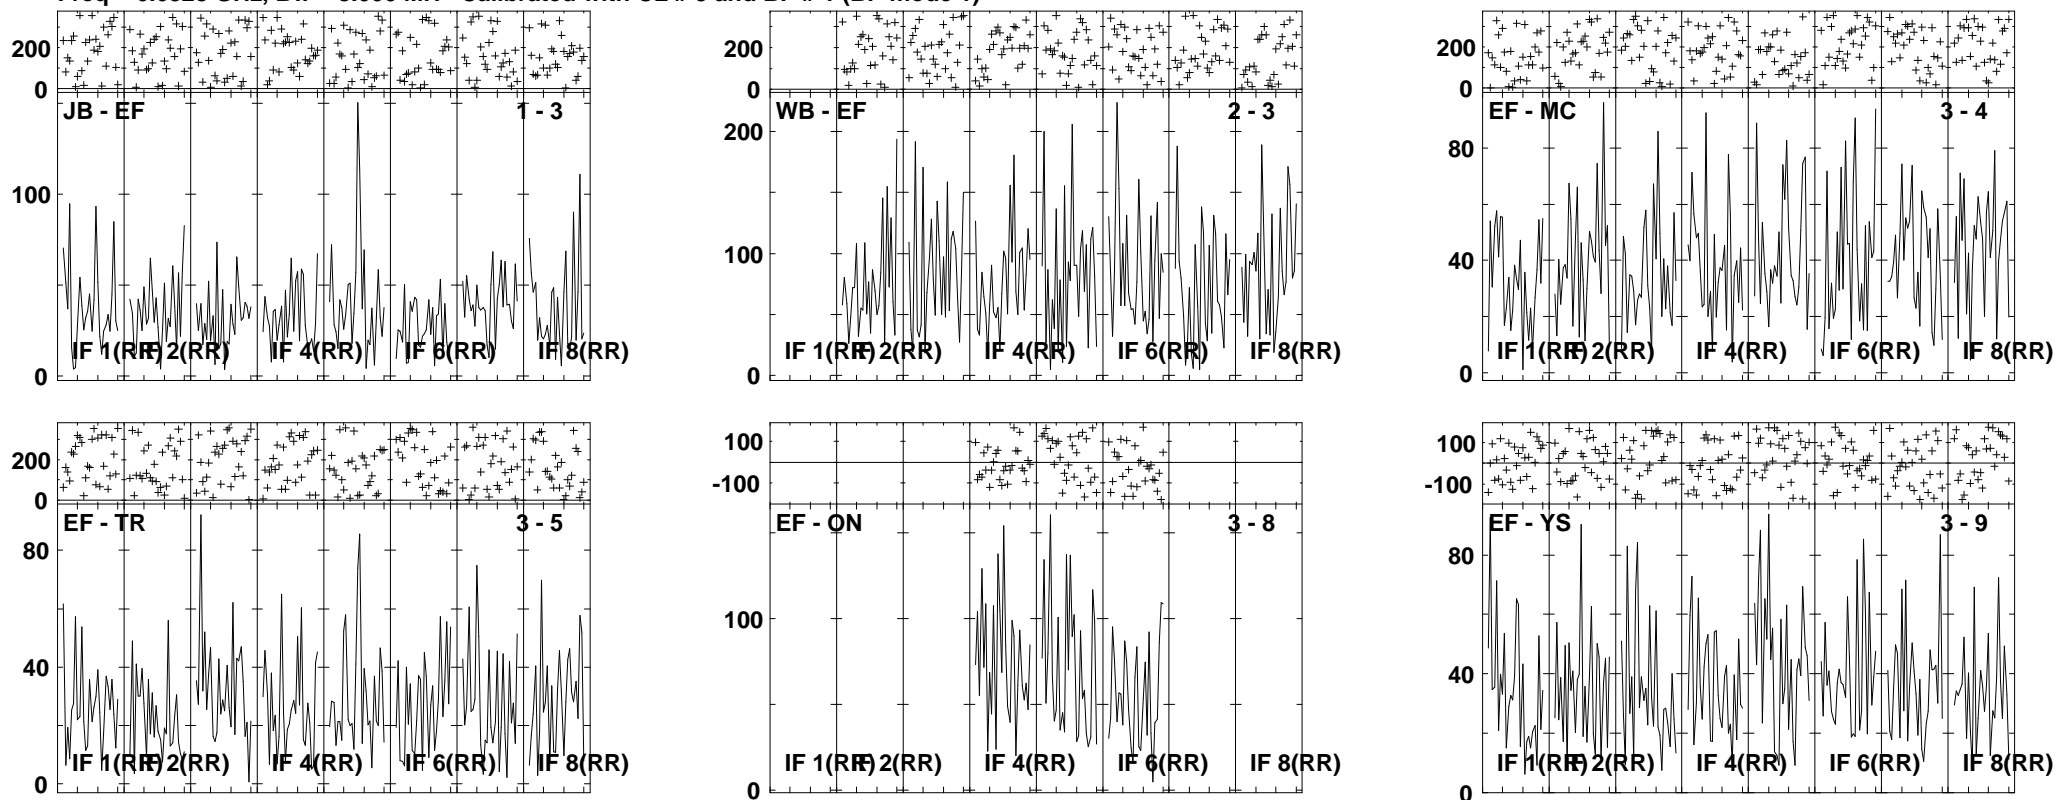 200
0
JB - EF 1 - 3
100
0
IF 1(RR) IF 2(RR) IF 4(RR) IF 6(RR) IF 8(RR)
200
0
WB - EF 2 - 3
200
100
0
IF 1(RR) IF 2(RR) IF 4(RR) IF 6(RR) IF 8(RR)
200
0
EF - MC 3 - 4
80
40
0
IF 1(RR) IF 2(RR) IF 4(RR) IF 6(RR) IF 8(RR)
200
0
EF - TR 3 - 5
80
40
0
IF 1(RR) IF 2(RR) IF 4(RR) IF 6(RR) IF 8(RR)
100
-100
EF - ON 3 - 8
100
0
IF 1(RR) IF 2(RR) IF 4(RR) IF 6(RR) IF 8(RR)
100
-100
EF - YS 3 - 9
80
40
0
IF 1(RR) IF 2(RR) IF 4(RR) IF 6(RR) IF 8(RR)